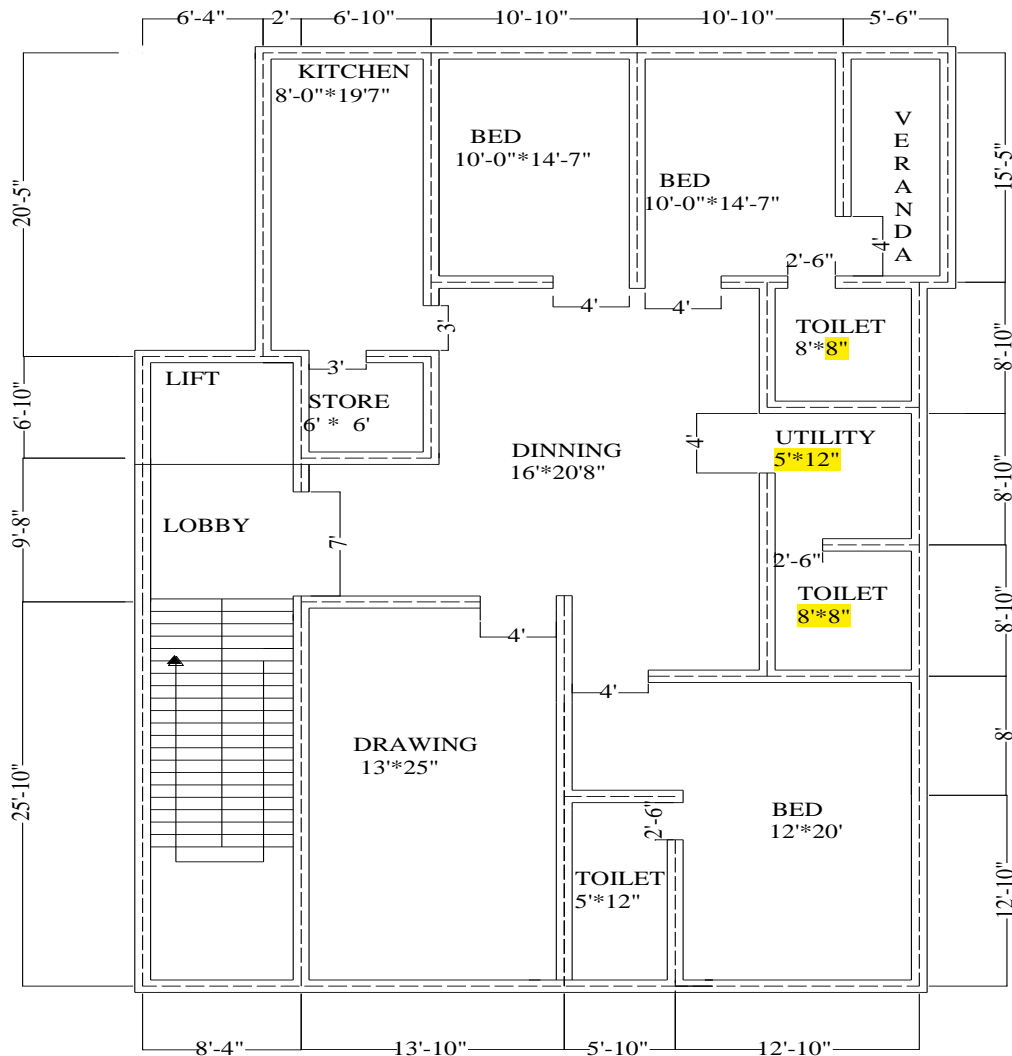 6'-4" 2' 6'-10" 10'-10" 10'-10" 5'-6"
KITCHEN
8'-0"*19'7"
BED
10'-0"*14'-7"
BED
10'-0"*14'-7"
VERANDA
20'-5"
15'-5"
4'
2'-6"
4'
4'
3'
TOILET
8'*8"
8'-10"
3'
LIFT
STORE
6' * 6'
6'-10"
DINNING
16'*20'8"
4'
UTILITY
5'*12"
8'-10"
LOBBY
9'-8"
7'
2'-6"
TOILET
8'*8"
8'-10"
4'
4'
DRAWING
13'*25"
8'
25'-10"
BED
12'*20'
2'-6"
TOILET
5'*12"
12'-10"
8'-4" 13'-10" 5'-10" 12'-10"